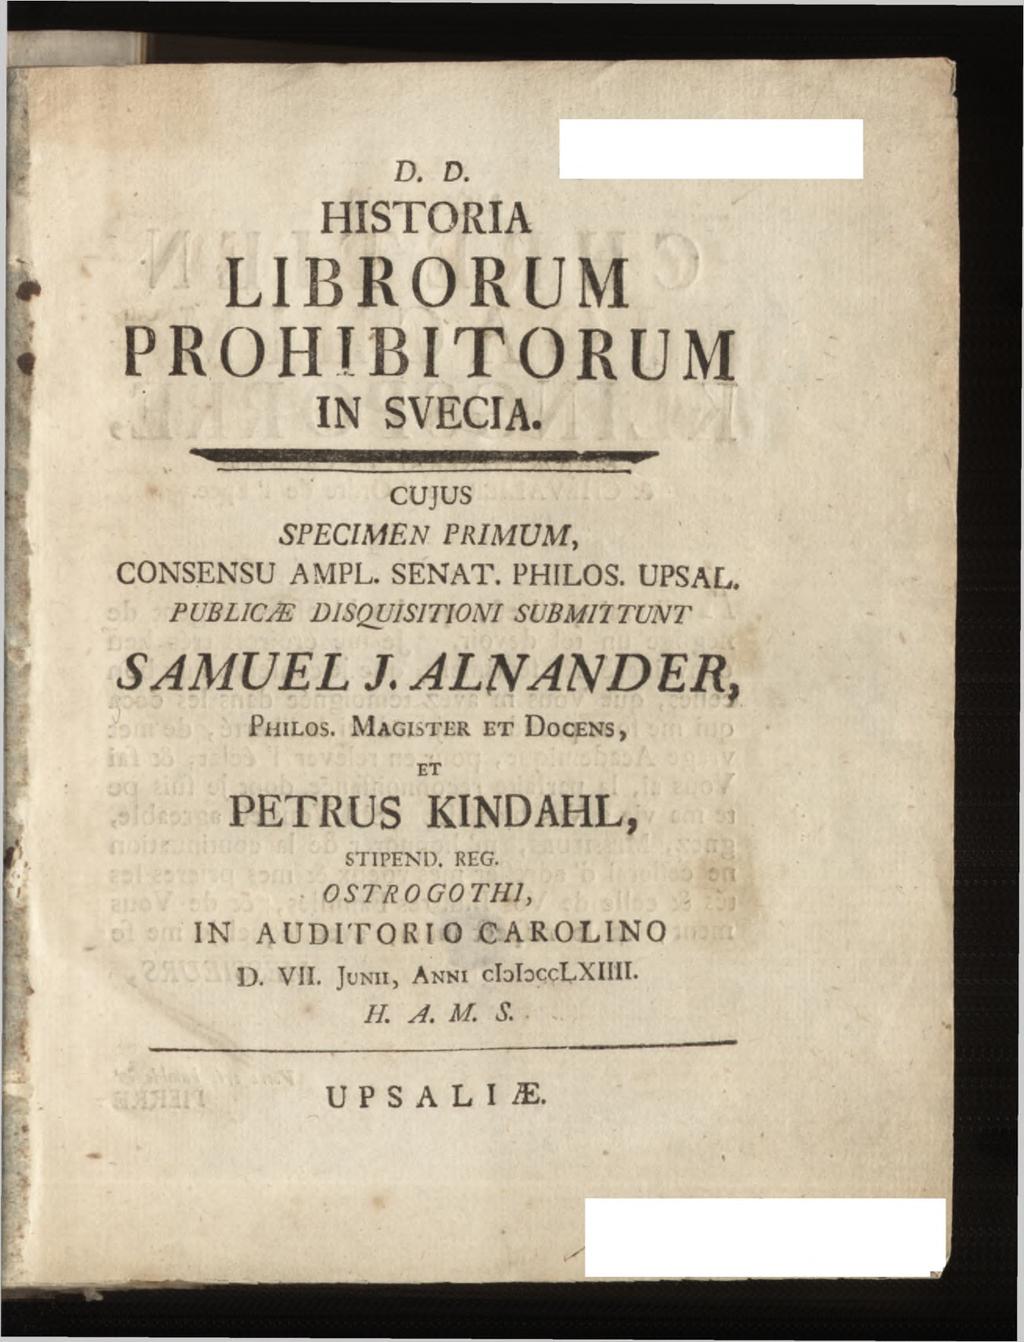 D. D.
HISTORIA
LIBRORUM
PROHIBITORUM
IN SVECIA.
CUJUS
SPECIMEN PRIMUM,
CONSENSU AMPL. SENAT. PHILOS. UPSAL.
PUBLICÆ DISQUISITIONI SUBMITTUNT
SAMUEL J. ALNANDER,
PHILOS. MAGISTER ET DOCENS,
ET
PETRUS KINDAHL,
STIPEND. REG.
OSTROGOTHI,
IN AUDITORIO CAROLINO
D. VII. JUNII, ANNI cIↄIↄccLXIIII.
H. A. M. S.
UPSALIÆ.